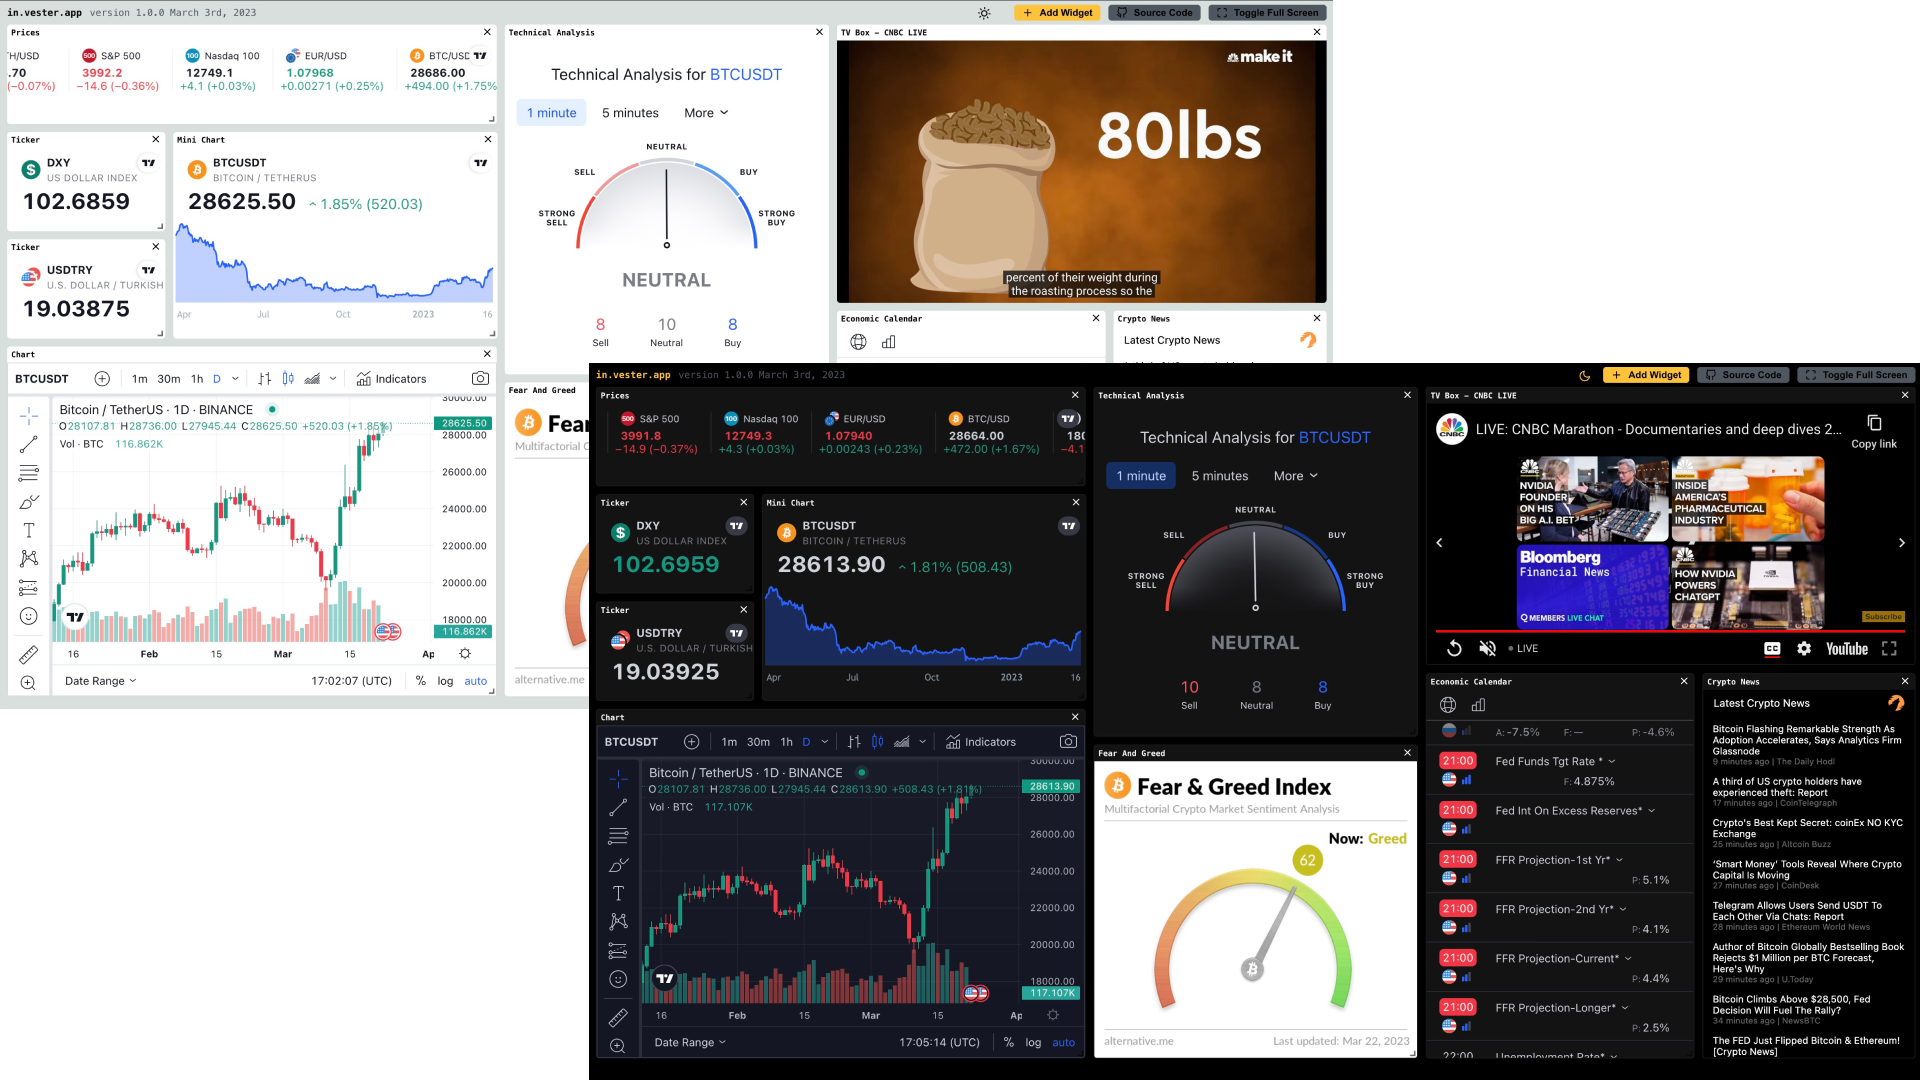 in.vester.app version 1.0.0 March 3rd, 2023
+ Add Widget
Source Code
Toggle Full Screen
Prices
TH/USD
.70
(−0.07%)
S&P 500
3992.2
−14.6 (−0.36%)
Nasdaq 100
12749.1
+4.1 (+0.03%)
EUR/USD
1.07968
+0.00271 (+0.25%)
BTC/USD
28686.00
+494.00 (+1.75%
Ticker
DXY
US DOLLAR INDEX
102.6859
Ticker
USDTRY
U.S. DOLLAR / TURKISH
19.03875
Mini Chart
BTCUSDT
BITCOIN / TETHERUS
28625.50 1.85% (520.03)
Apr Jul Oct 2023 16
Technical Analysis
Technical Analysis for BTCUSDT
1 minute 5 minutes More
NEUTRAL
SELL BUY
STRONG SELL STRONG BUY
NEUTRAL
8 10 8
Sell Neutral Buy
TV Box – CNBC LIVE
make it
80lbs
percent of their weight during
the roasting process so the
Economic Calendar
Crypto News
Latest Crypto News
Chart
BTCUSDT 1m 30m 1h D Indicators
Bitcoin / TetherUS · 1D · BINANCE
O28107.81 H28736.00 L27945.44 C28625.50 +520.03 (+1.85%)
Vol · BTC 116.862K
30000.00
28625.50
28000.00
26000.00
24000.00
22000.00
20000.00
18000.00
116.862K
16 Feb 15 Mar 15 Ap
Date Range 17:02:07 (UTC) % log auto
Fear And Greed
Fear
Multifactorial C
alternative.me
in.vester.app version 1.0.0 March 3rd, 2023
+ Add Widget
Source Code
Toggle Full Screen
Prices
S&P 500
3991.8
−14.9 (−0.37%)
Nasdaq 100
12749.3
+4.3 (+0.03%)
EUR/USD
1.07940
+0.00243 (+0.23%)
BTC/USD
28664.00
+472.00 (+1.67%)
180
−4.1
Ticker
DXY
US DOLLAR INDEX
102.6959
Ticker
USDTRY
U.S. DOLLAR / TURKISH
19.03925
Mini Chart
BTCUSDT
BITCOIN / TETHERUS
28613.90 1.81% (508.43)
Apr Jul Oct 2023 16
Technical Analysis
Technical Analysis for BTCUSDT
1 minute 5 minutes More
NEUTRAL
SELL BUY
STRONG SELL STRONG BUY
NEUTRAL
10 8 8
Sell Neutral Buy
TV Box – CNBC LIVE
CNBC
LIVE: CNBC Marathon - Documentaries and deep dives 2...
Copy link
NVIDIA
FOUNDER
ON HIS
BIG A.I. BET
INSIDE
AMERICA'S
PHARMACEUTICAL
INDUSTRY
Bloomberg
Financial News
MEMBERS LIVE CHAT
HOW NVIDIA
POWERS
CHATGPT
Subscribe
LIVE
CC
YouTube
Chart
BTCUSDT 1m 30m 1h D Indicators
Bitcoin / TetherUS · 1D · BINANCE
O28107.81 H28736.00 L27945.44 C28613.90 +508.43 (+1.81%)
Vol · BTC 117.107K
30000.00
28613.90
28000.00
26000.00
24000.00
22000.00
20000.00
18000.00
117.107K
16 Feb 15 Mar 15 Ap
Date Range 17:05:14 (UTC) % log auto
Fear And Greed
Fear & Greed Index
Multifactorial Crypto Market Sentiment Analysis
Now: Greed
62
alternative.me Last updated: Mar 22, 2023
Economic Calendar
A: -7.5% F: — P: -4.6%
21:00 Fed Funds Tgt Rate *
F: 4.875%
21:00 Fed Int On Excess Reserves*
21:00 FFR Projection-1st Yr*
P: 5.1%
21:00 FFR Projection-2nd Yr*
P: 4.1%
21:00 FFR Projection-Current*
P: 4.4%
21:00 FFR Projection-Longer*
P: 2.5%
22:00 Unemployment Rate*
Crypto News
Latest Crypto News
Bitcoin Flashing Remarkable Strength As
Adoption Accelerates, Says Analytics Firm
Glassnode
9 minutes ago | The Daily Hodl
A third of US crypto holders have
experienced theft: Report
17 minutes ago | CoinTelegraph
Crypto's Best Kept Secret: coinEx NO KYC
Exchange
25 minutes ago | Altcoin Buzz
'Smart Money' Tools Reveal Where Crypto
Capital Is Moving
27 minutes ago | CoinDesk
Telegram Allows Users Send USDT To
Each Other Via Chats: Report
28 minutes ago | Ethereum World News
Author of Bitcoin Globally Bestselling Book
Rejects $1 Million per BTC Forecast,
Here's Why
29 minutes ago | U.Today
Bitcoin Climbs Above $28,500, Fed
Decision Will Fuel The Rally?
34 minutes ago | NewsBTC
The FED Just Flipped Bitcoin & Ethereum!
[Crypto News]